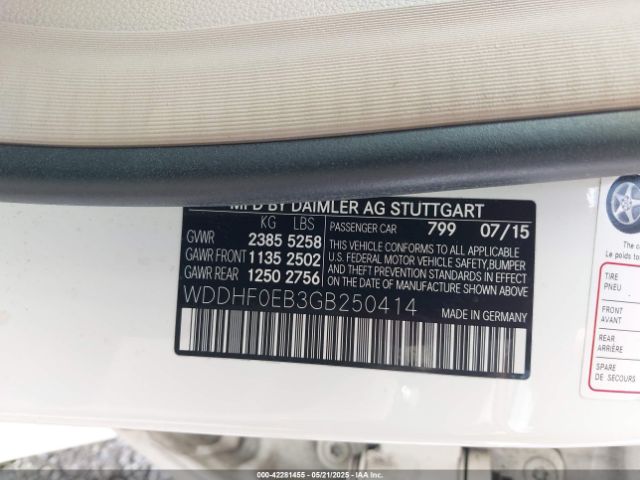 MFD BY DAIMLER AG STUTTGART
KG LBS
GVWR 2385 5258
GAWR FRONT 1135 2502
GAWR REAR 1250 2756
PASSENGER CAR 799 07/15
THIS VEHICLE CONFORMS TO ALL APPLICABLE
U.S. FEDERAL MOTOR VEHICLE SAFETY, BUMPER
AND THEFT PREVENTION STANDARDS IN EFFECT
ON THE DATE OF MANUFACTURE SHOWN ABOVE.
WDDHF0EB3GB250414
MADE IN GERMANY
Le poids to
TIRE
PNEU
FRONT
AVANT
REAR
ARRIÈRE
SPARE
DE SECOURS
000-42281455 05/21/2025 IAAI.COM